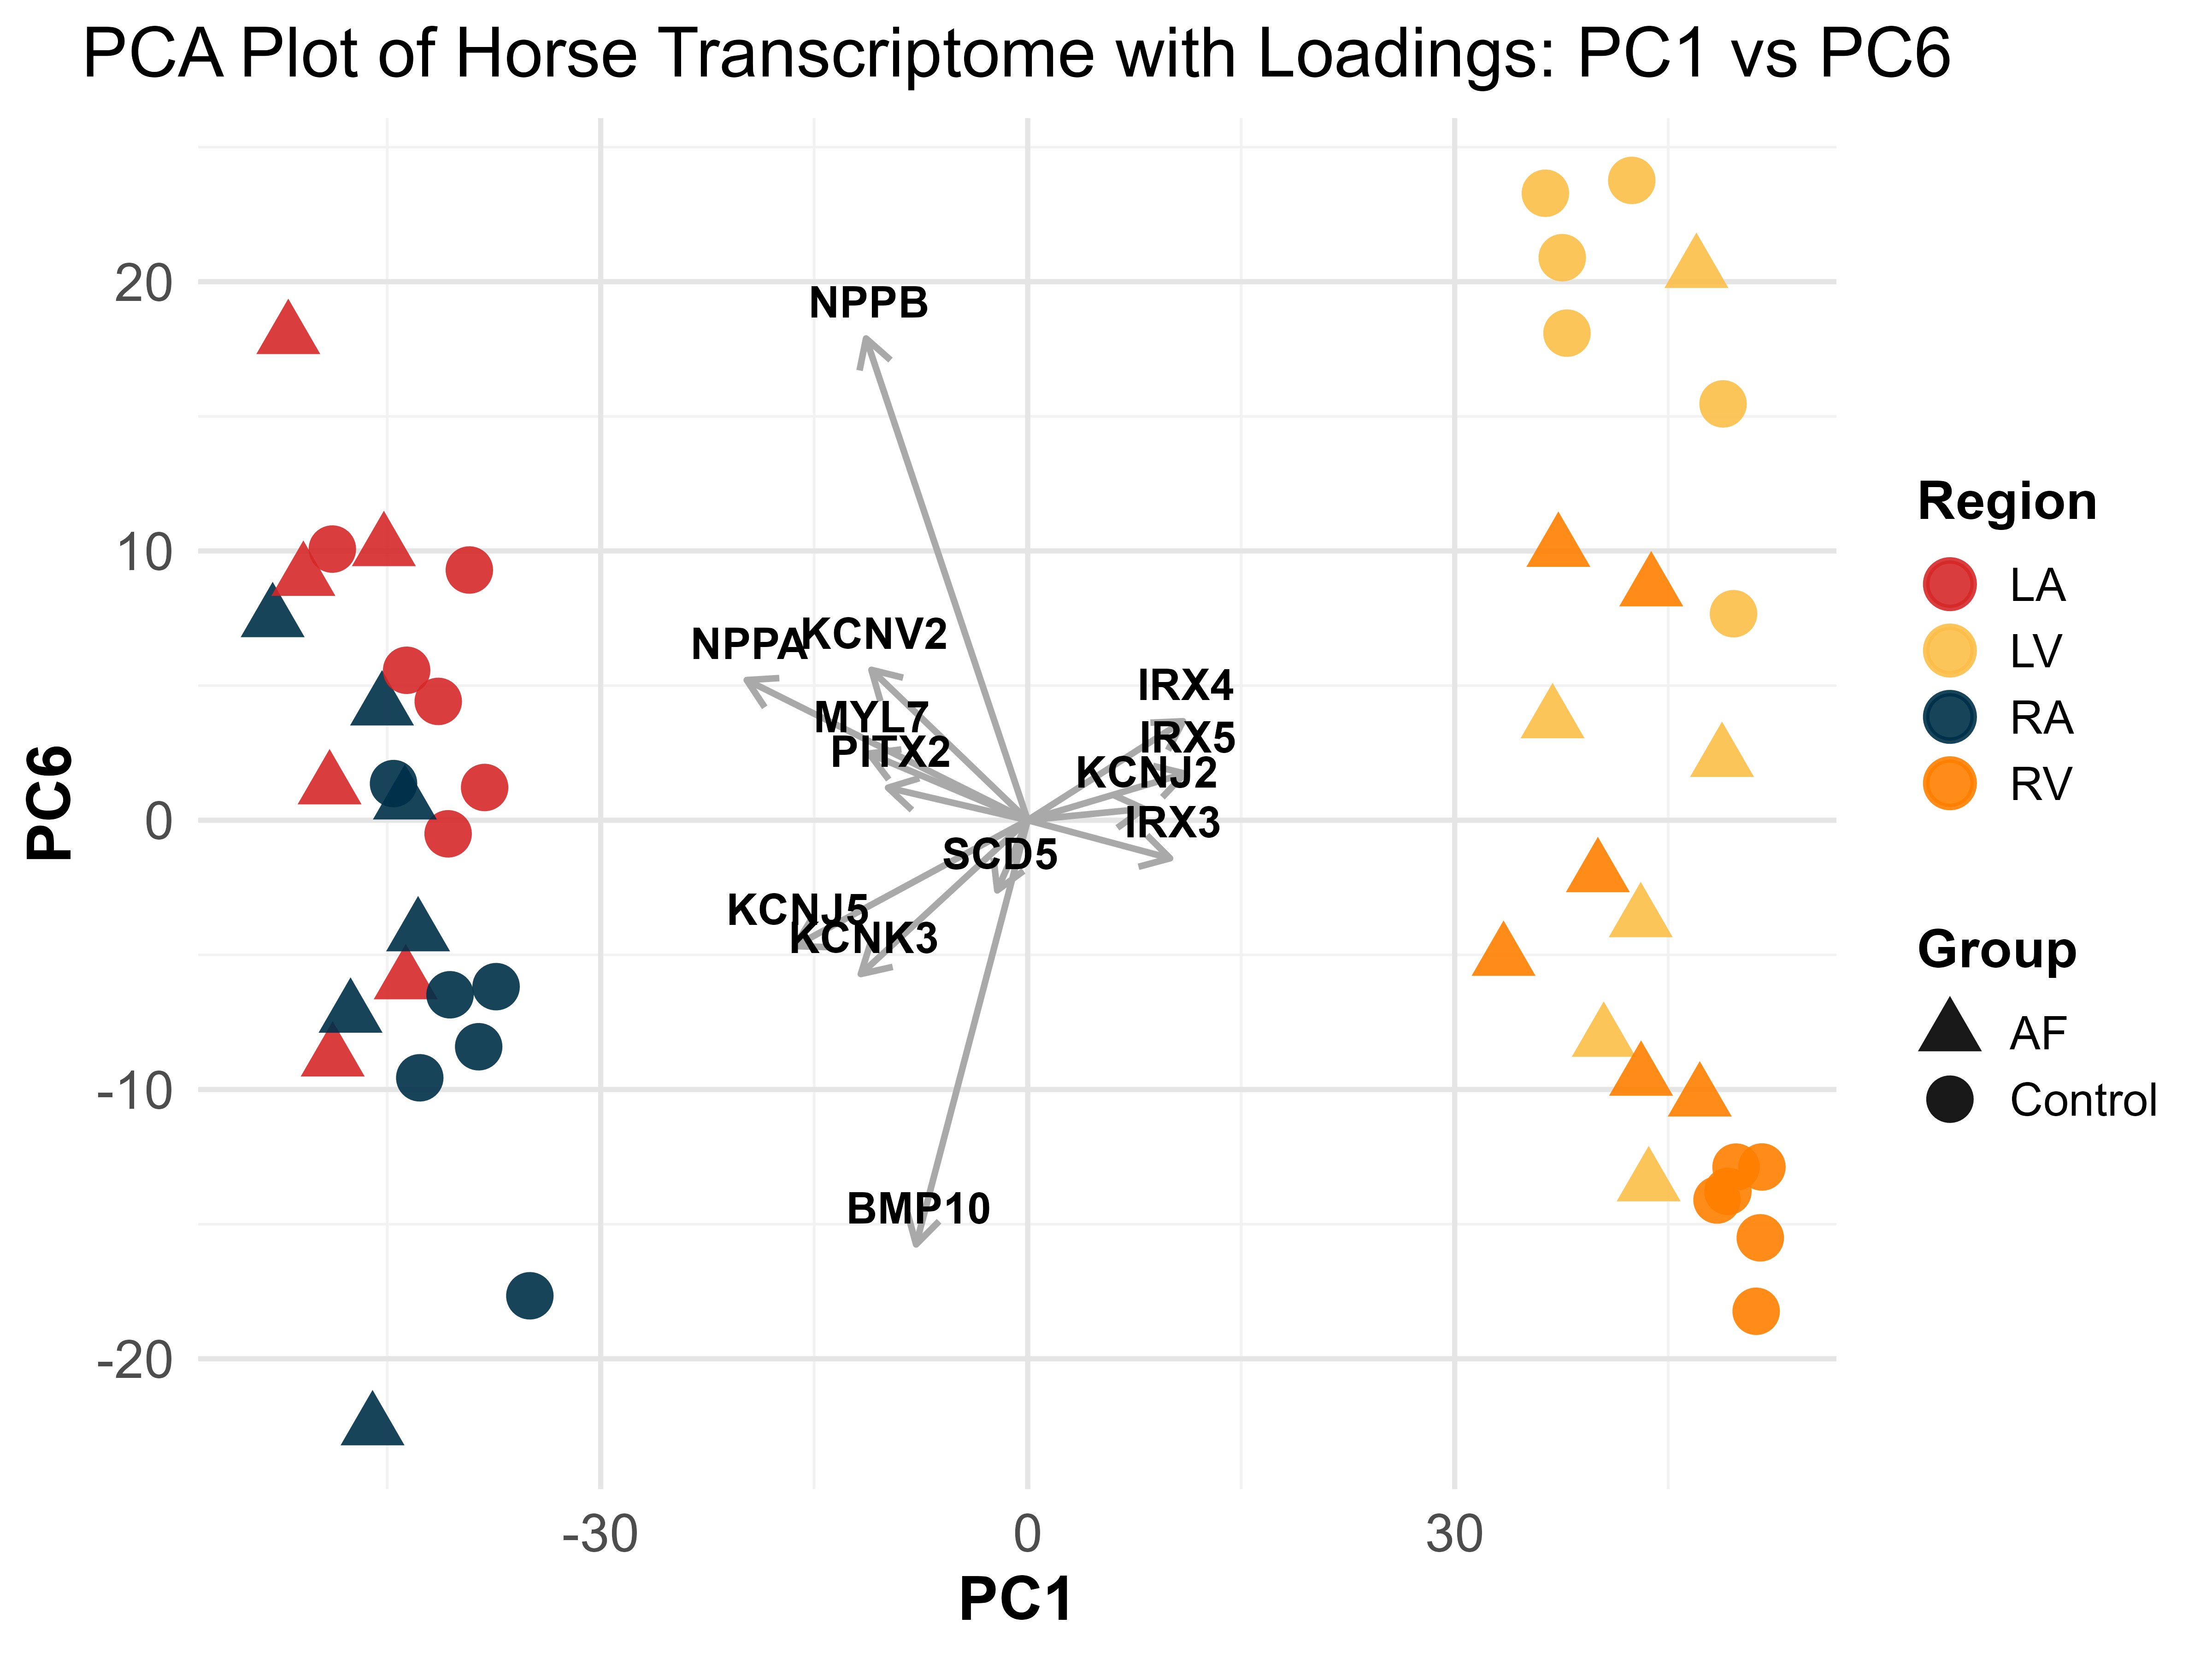 PCA Plot of Horse Transcriptome with Loadings: PC1 vs PC6
20
10
0
-10
-20
PC6
NPPB
NPPA
KCNV2
MYL7
PITX2
IRX4
IRX5
KCNJ2
IRX3
SCD5
KCNJ5
KCNK3
BMP10
-30
0
30
PC1
Region
LA
LV
RA
RV
Group
AF
Control